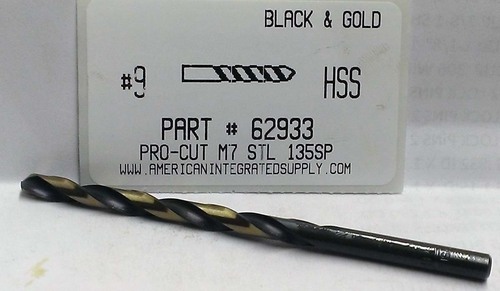 BLACK & GOLD
#9 HSS
PART # 62933
PRO-CUT M7 STL 135SP
WWW.AMERICANINTEGRATEDSUPPLY.COM